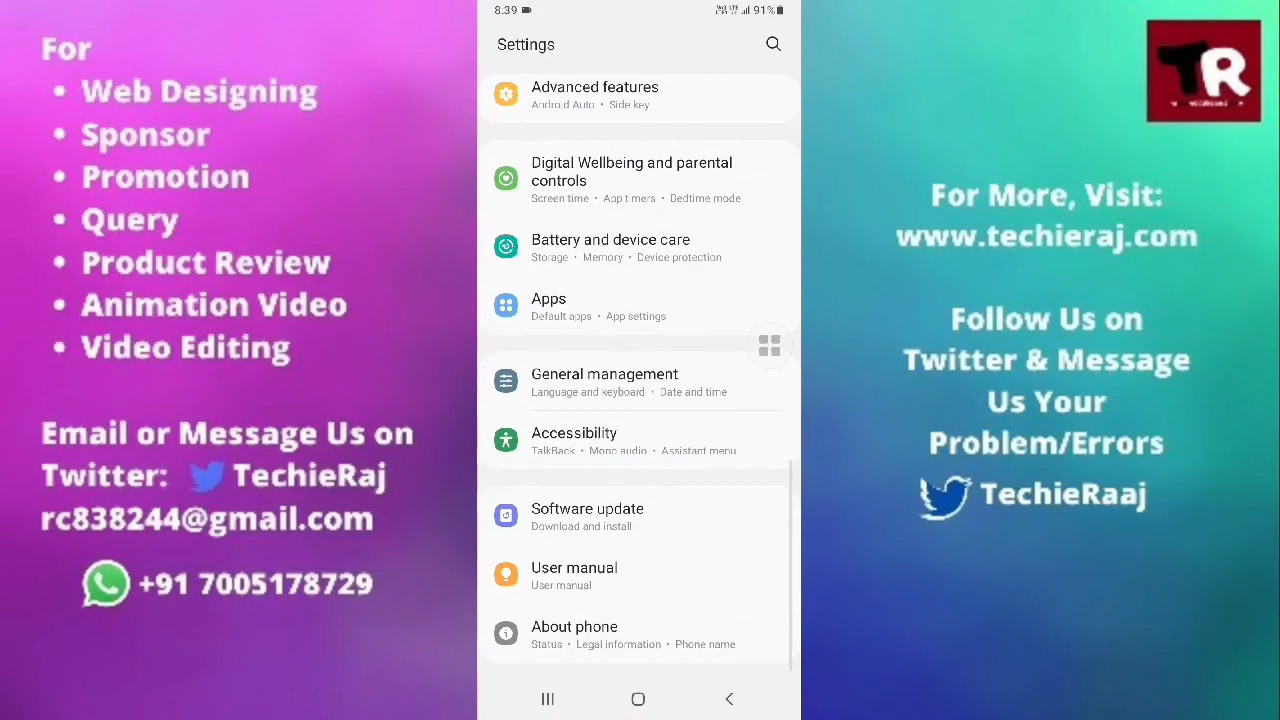 For
• Web Designing
• Sponsor
• Promotion
• Query
• Product Review
• Animation Video
• Video Editing
Email or Message Us on
Twitter: TechieRaj
rc838244@gmail.com
+91 7005178729
8:39
91%
Settings
Advanced features
Android Auto • Side key
Digital Wellbeing and parental
controls
Screen time • App timers • Bedtime mode
Battery and device care
Storage • Memory • Device protection
Apps
Default apps • App settings
General management
Language and keyboard • Date and time
Accessibility
TalkBack • Mono audio • Assistant menu
Software update
Download and install
User manual
User manual
About phone
Status • Legal information • Phone name
TR
For More, Visit:
www.techieraj.com
Follow Us on
Twitter & Message
Us Your
Problem/Errors
TechieRaaj